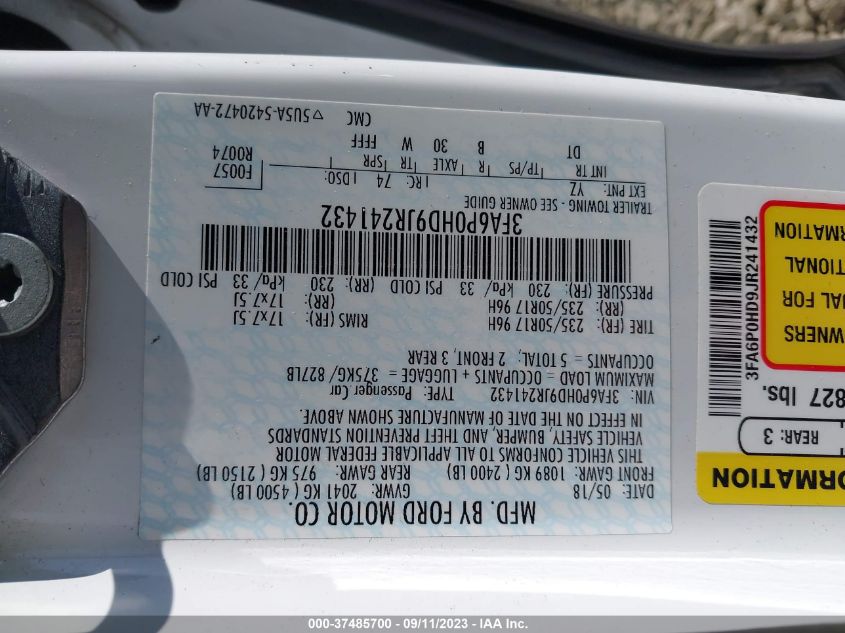 MFD. BY FORD MOTOR CO.
DATE: 05/18 GVWR: 2041 KG ( 4500 LB)
FRONT GAWR: 1089 KG ( 2400 LB) REAR GAWR: 975 KG ( 2150 LB)
THIS VEHICLE CONFORMS TO ALL APPLICABLE FEDERAL MOTOR
VEHICLE SAFETY, BUMPER, AND THEFT PREVENTION STANDARDS
IN EFFECT ON THE DATE OF MANUFACTURE SHOWN ABOVE.
VIN: 3FA6P0HD9JR241432 TYPE: Passenger Car
MAXIMUM LOAD = OCCUPANTS + LUGGAGE = 375KG/ 827LB
OCCUPANTS = 5 TOTAL; 2 FRONT, 3 REAR
TIRE (FR): 235/50R17 96H RIMS (FR): 17x7.5J
(RR): 235/50R17 96H (RR): 17x7.5J
PRESSURE (FR): 230 kPa/ 33 PSI COLD (RR): 230 kPa/ 33 PSI COLD
3FA6P0HD9JR241432
TRAILER TOWING - SEE OWNER GUIDE
EXT PNT: YZ RC: 74 DSO: F0057
INT TR TP/PS R AXLE TR SPR R0074
DT B 30 W FFFF
CMC ▽5U5A-5420472-AA
FORMATION
REAR: 3
827 lbs.
3FA6P0HD9JR241432
OWNERS
UAL FOR
TIONAL
MATION
000-37485700 - 09/11/2023 - IAA Inc.